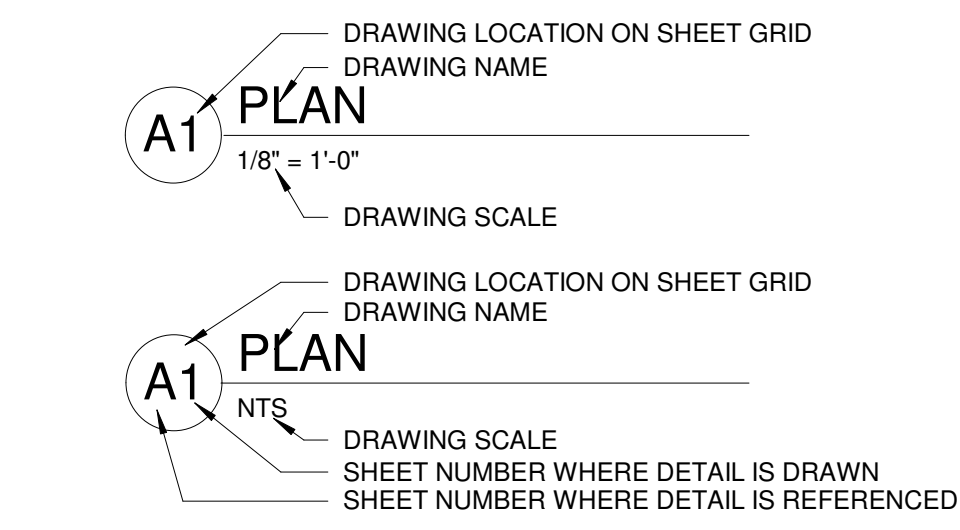 DRAWING LOCATION ON SHEET GRID
DRAWING NAME
A1 PLAN
1/8" = 1'-0"
DRAWING SCALE
DRAWING LOCATION ON SHEET GRID
DRAWING NAME
A1 PLAN
NTS
DRAWING SCALE
SHEET NUMBER WHERE DETAIL IS DRAWN
SHEET NUMBER WHERE DETAIL IS REFERENCED